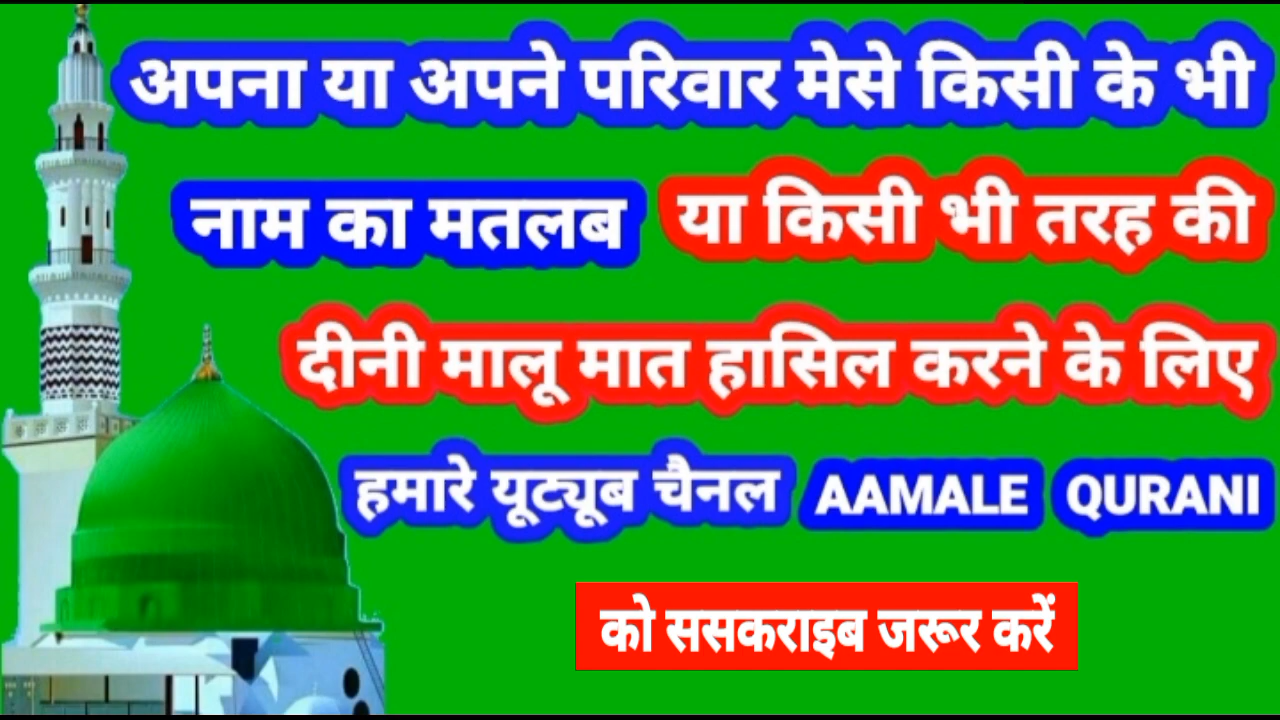 अपना या अपने परिवार मेसे किसी के भी
नाम का मतलब या किसी भी तरह की
दीनी मालू मात हासिल करने के लिए
हमारे यूट्यूब चैनल AAMALE QURANI
को ससकराइब जरूर करें